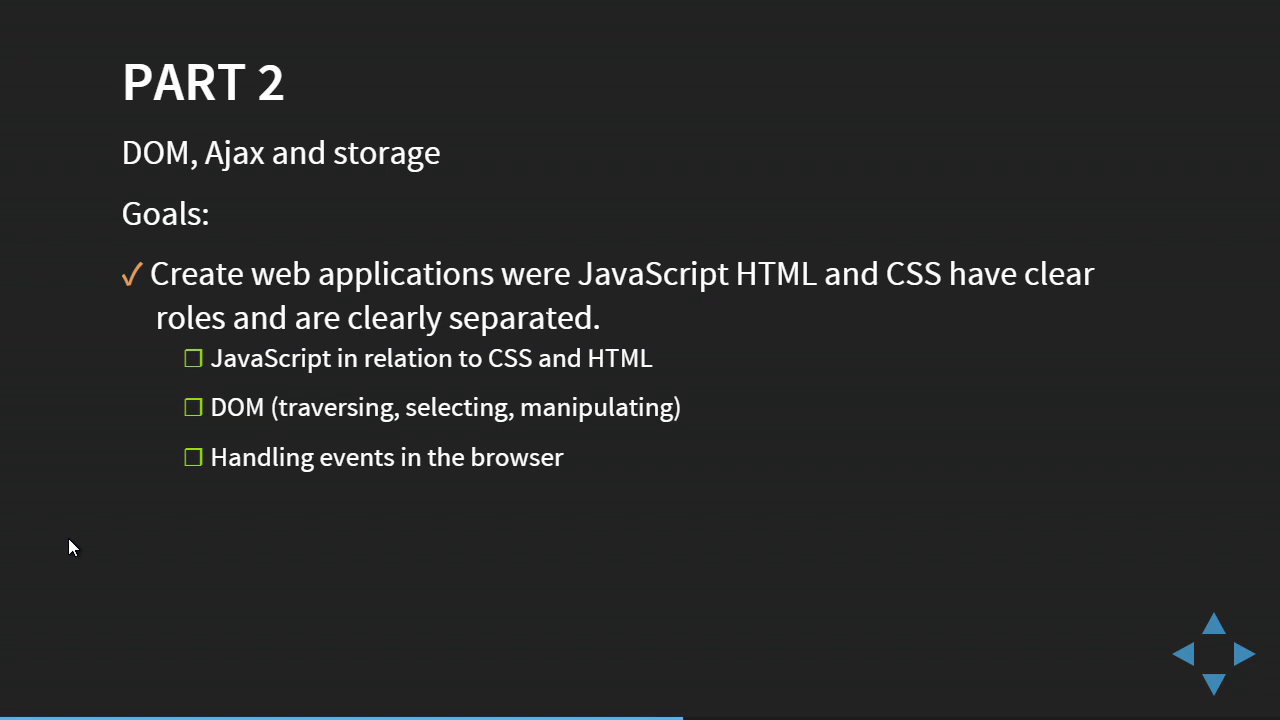 PART 2
DOM, Ajax and storage
Goals:
✓ Create web applications were JavaScript HTML and CSS have clear
roles and are clearly separated.
❐ JavaScript in relation to CSS and HTML
❐ DOM (traversing, selecting, manipulating)
❐ Handling events in the browser